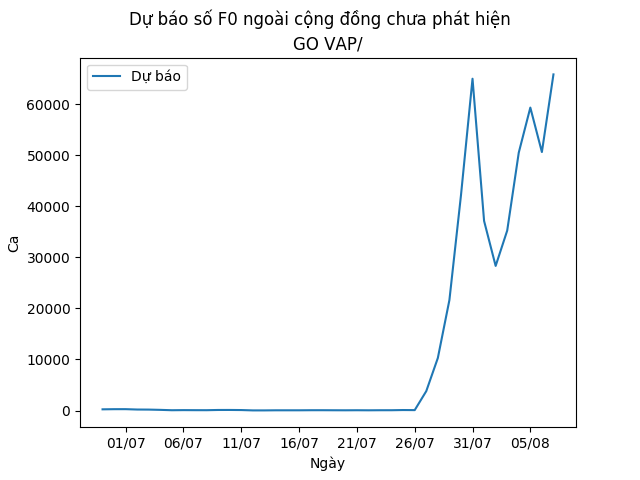 Dự báo số F0 ngoài cộng đồng chưa phát hiện
GO VAP/
Dự báo
60000
50000
40000
30000
20000
10000
0
Ca
01/07 06/07 11/07 16/07 21/07 26/07 31/07 05/08
Ngày